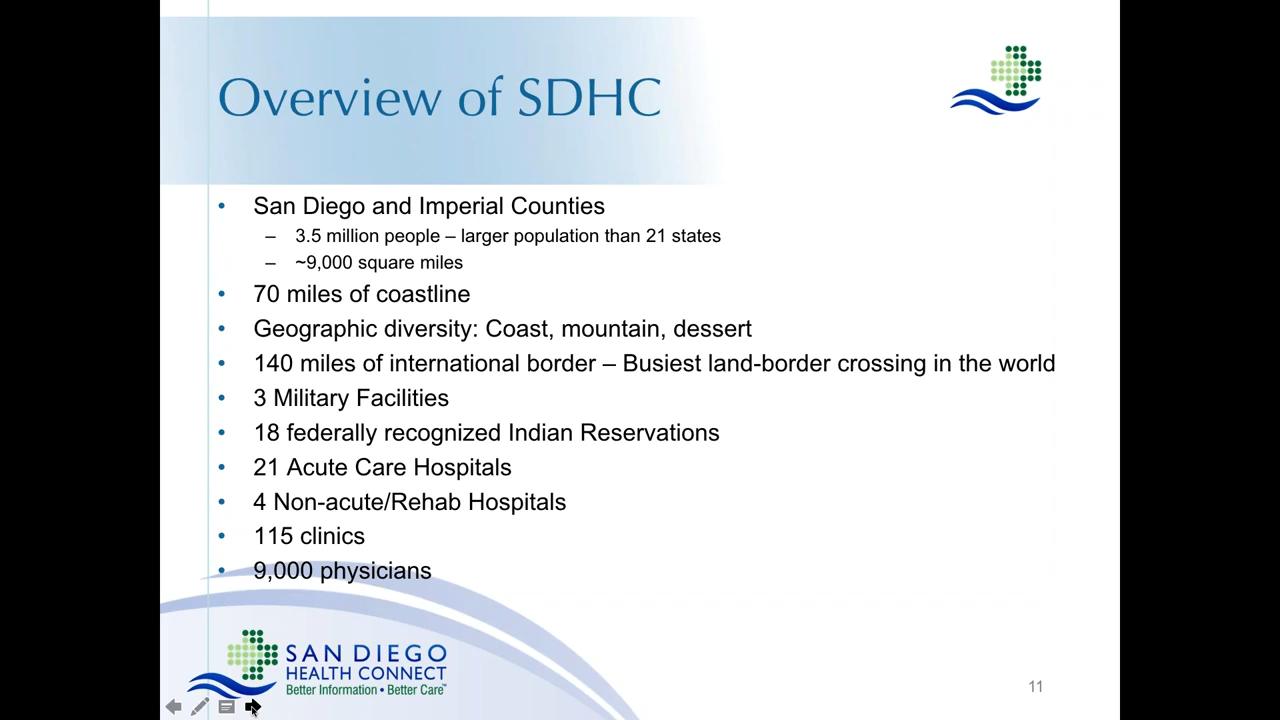 Overview of SDHC
• San Diego and Imperial Counties
– 3.5 million people – larger population than 21 states
– ~9,000 square miles
• 70 miles of coastline
• Geographic diversity: Coast, mountain, dessert
• 140 miles of international border – Busiest land-border crossing in the world
• 3 Military Facilities
• 18 federally recognized Indian Reservations
• 21 Acute Care Hospitals
• 4 Non-acute/Rehab Hospitals
• 115 clinics
• 9,000 physicians
SAN DIEGO
HEALTH CONNECT
Better Information • Better Care™
11